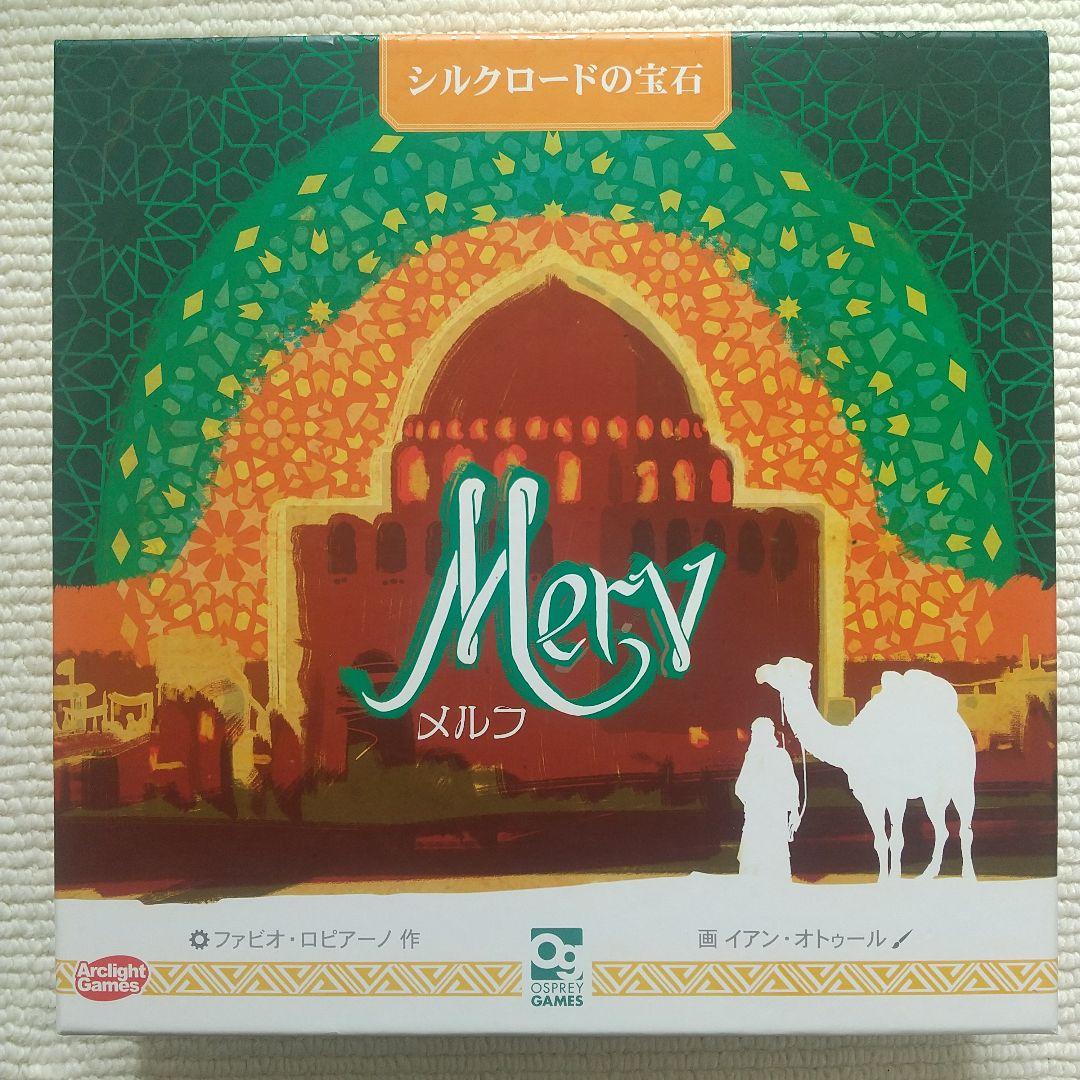 シルクロードの宝石
Merv
メルフ
ファビオ・ロピアーノ 作
画 イアン・オトゥール
Arclight
Games
Og
OSPREY
GAMES